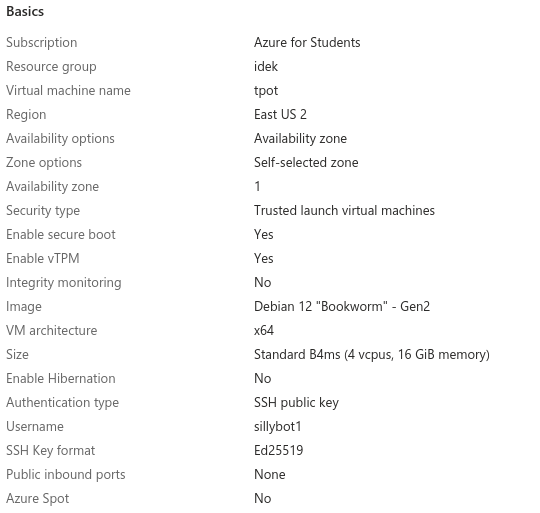 Basics
Subscription Azure for Students
Resource group idek
Virtual machine name tpot
Region East US 2
Availability options Availability zone
Zone options Self-selected zone
Availability zone 1
Security type Trusted launch virtual machines
Enable secure boot Yes
Enable vTPM Yes
Integrity monitoring No
Image Debian 12 "Bookworm" - Gen2
VM architecture x64
Size Standard B4ms (4 vcpus, 16 GiB memory)
Enable Hibernation No
Authentication type SSH public key
Username sillybot1
SSH Key format Ed25519
Public inbound ports None
Azure Spot No